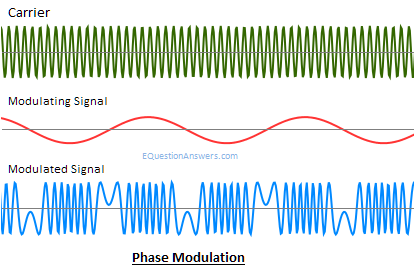 Carrier
Modulating Signal
EQuestionAnswers.com
Modulated Signal
Phase Modulation